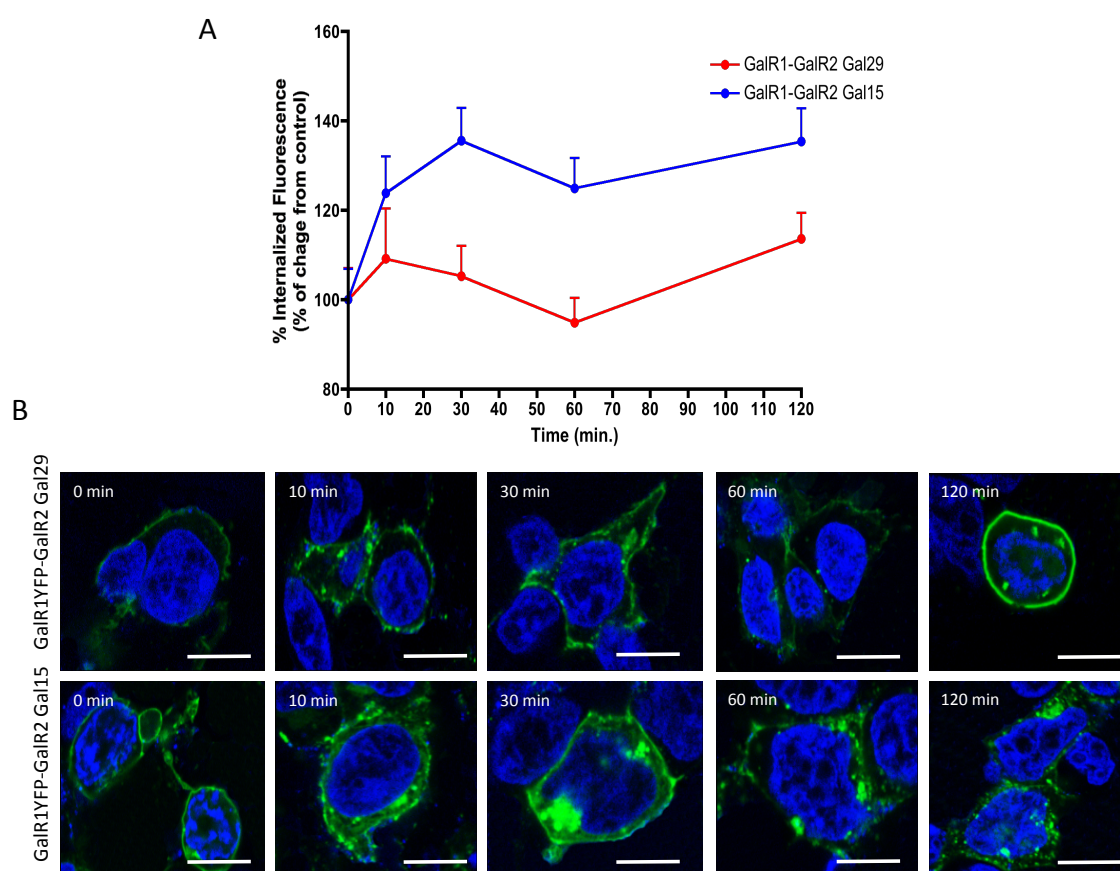 A
160
140
120
100
80
% Internalized Fluorescence
(% of chage from control)
GalR1-GalR2 Gal29
GalR1-GalR2 Gal15
0 10 20 30 40 50 60 70 80 90 100 110 120
Time (min.)
B
GalR1YFP-GalR2 Gal29
0 min
10 min
30 min
60 min
120 min
GalR1YFP-GalR2 Gal15
0 min
10 min
30 min
60 min
120 min